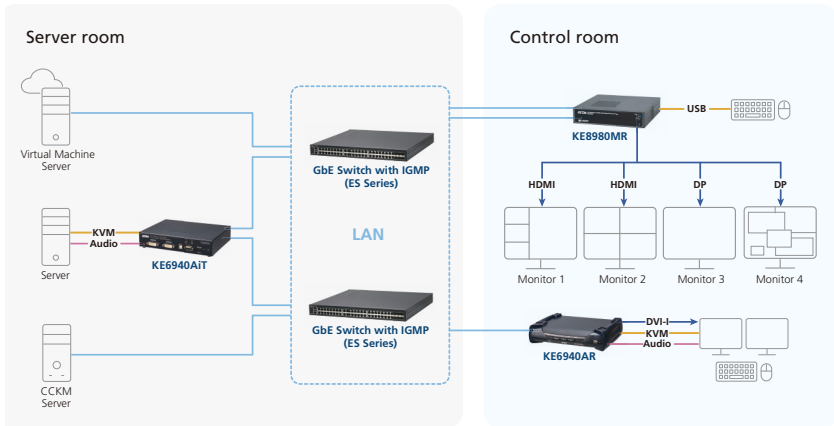 Server room
Control room
Virtual Machine
Server
GbE Switch with IGMP
(ES Series)
KVM
Audio
Server
KE6940AiT
LAN
GbE Switch with IGMP
(ES Series)
CCKM
Server
KE8980MR
USB
HDMI
HDMI
DP
DP
Monitor 1
Monitor 2
Monitor 3
Monitor 4
DVI-I
KVM
Audio
KE6940AR